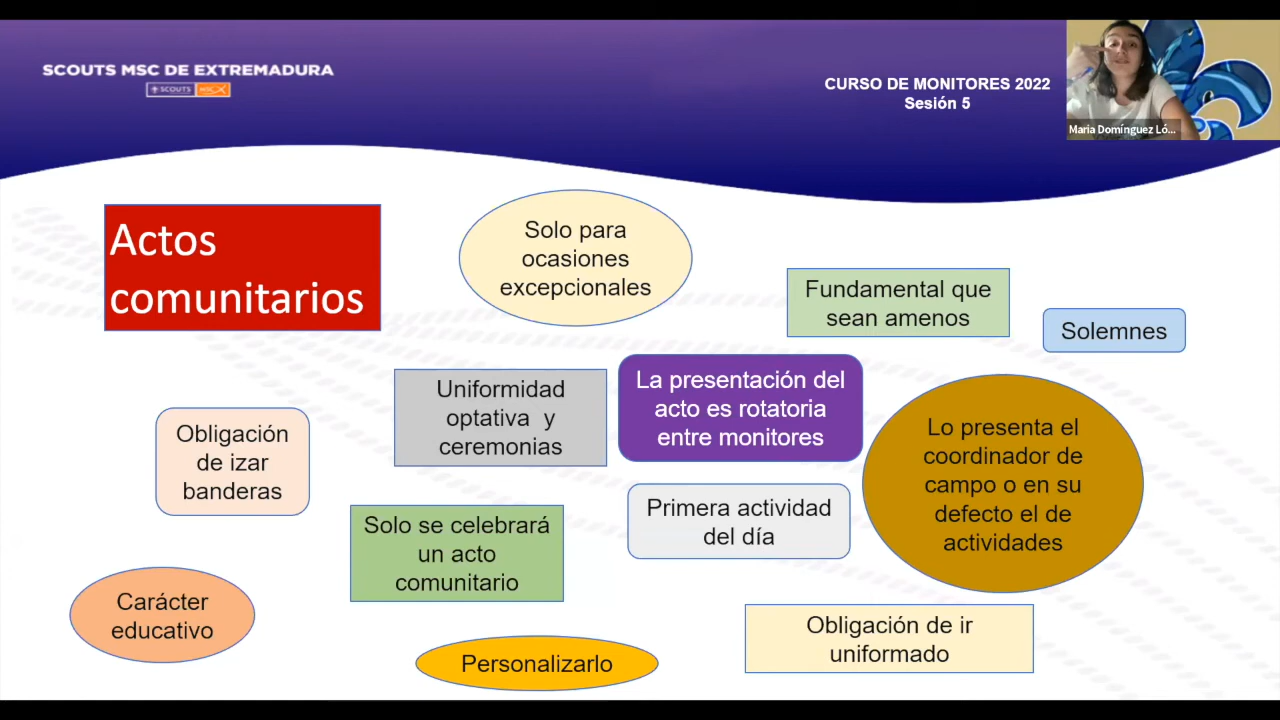 SCOUTS MSC DE EXTREMADURA
SCOUTS MSC
CURSO DE MONITORES 2022
Sesión 5
Maria Domínguez Ló...
Actos
comunitarios
Solo para
ocasiones
excepcionales
Fundamental que
sean amenos
Solemnes
Uniformidad
optativa y
ceremonias
La presentación del
acto es rotatoria
entre monitores
Obligación
de izar
banderas
Lo presenta el
coordinador de
campo o en su
defecto el de
actividades
Solo se celebrará
un acto
comunitario
Primera actividad
del día
Carácter
educativo
Personalizarlo
Obligación de ir
uniformado